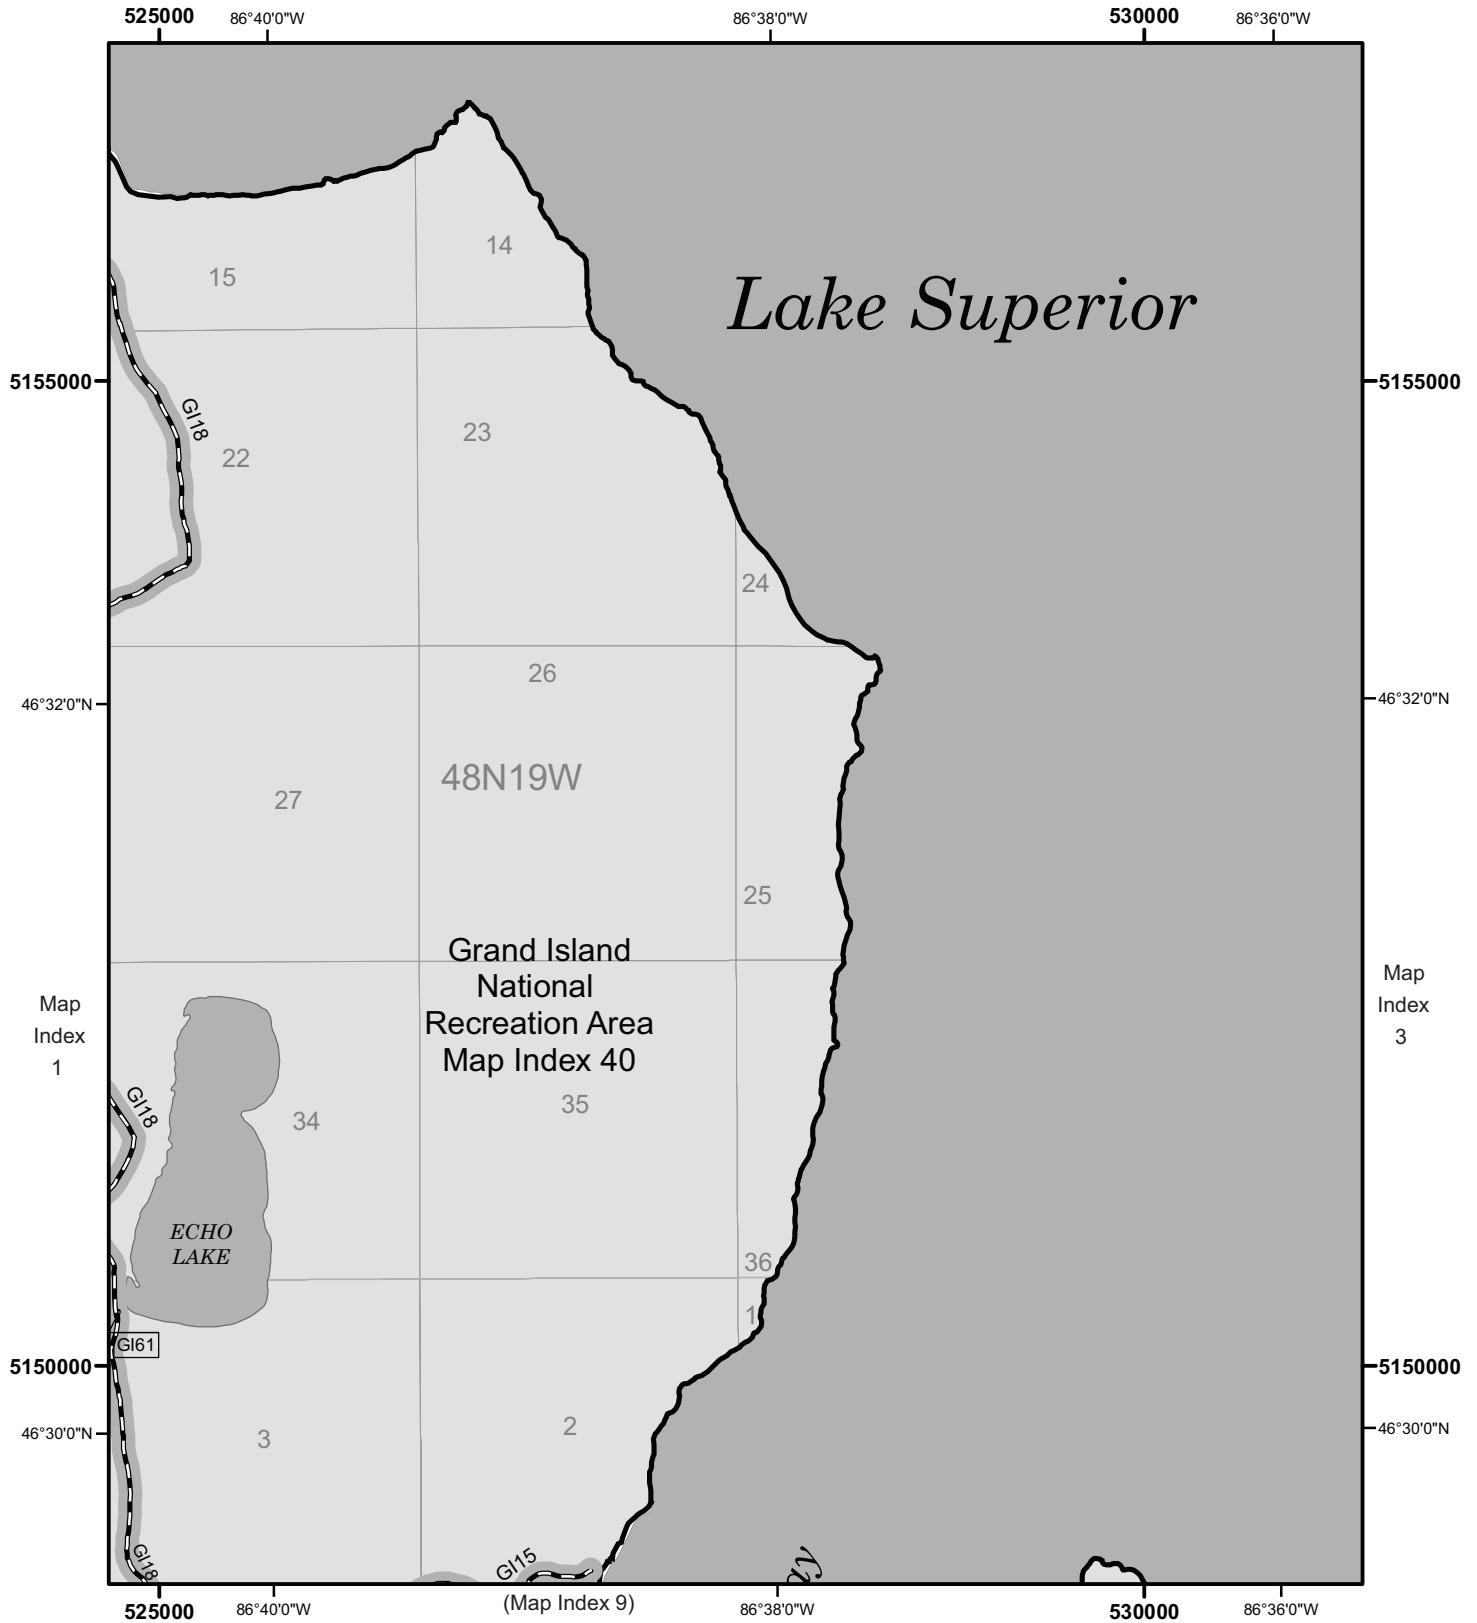 525000
86°40'0"W
86°38'0"W
530000
86°36'0"W
14
15
Lake Superior
5155000
5155000
GI18
23
22
24
26
46°32'0"N
46°32'0"N
48N19W
27
25
Grand Island
National
Recreation Area
Map Index 40
Map
Index
1
Map
Index
3
GI18
35
34
ECHO
LAKE
36
1
GI61
5150000
5150000
2
3
46°30'0"N
46°30'0"N
GI18
GI15
ay
525000
86°40'0"W
(Map Index 9)
86°38'0"W
530000
86°36'0"W